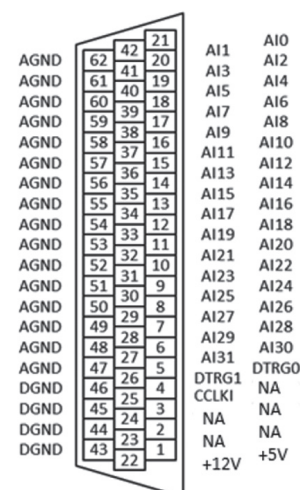 21 AI0
42 AI1
AGND 62 20 AI2
41 AI3
AGND 61 19 AI4
40 AI5
AGND 60 18 AI6
39 AI7
AGND 59 17 AI8
38 AI9
AGND 58 16 AI10
37 AI11
AGND 57 15 AI12
36 AI13
AGND 56 14 AI14
35 AI15
AGND 55 13 AI16
34 AI17
AGND 54 12 AI18
33 AI19
AGND 53 11 AI20
32 AI21
AGND 52 10 AI22
31 AI23
AGND 51 9 AI24
30 AI25
AGND 50 8 AI26
29 AI27
AGND 49 7 AI28
28 AI29
AGND 48 6 AI30
27 AI31
AGND 47 5 DTRG0
26 DTRG1
DGND 46 4 NA
25 CCLKI
DGND 45 3 NA
24 NA
DGND 44 2 NA
23 NA
DGND 43 1 +5V
22 +12V